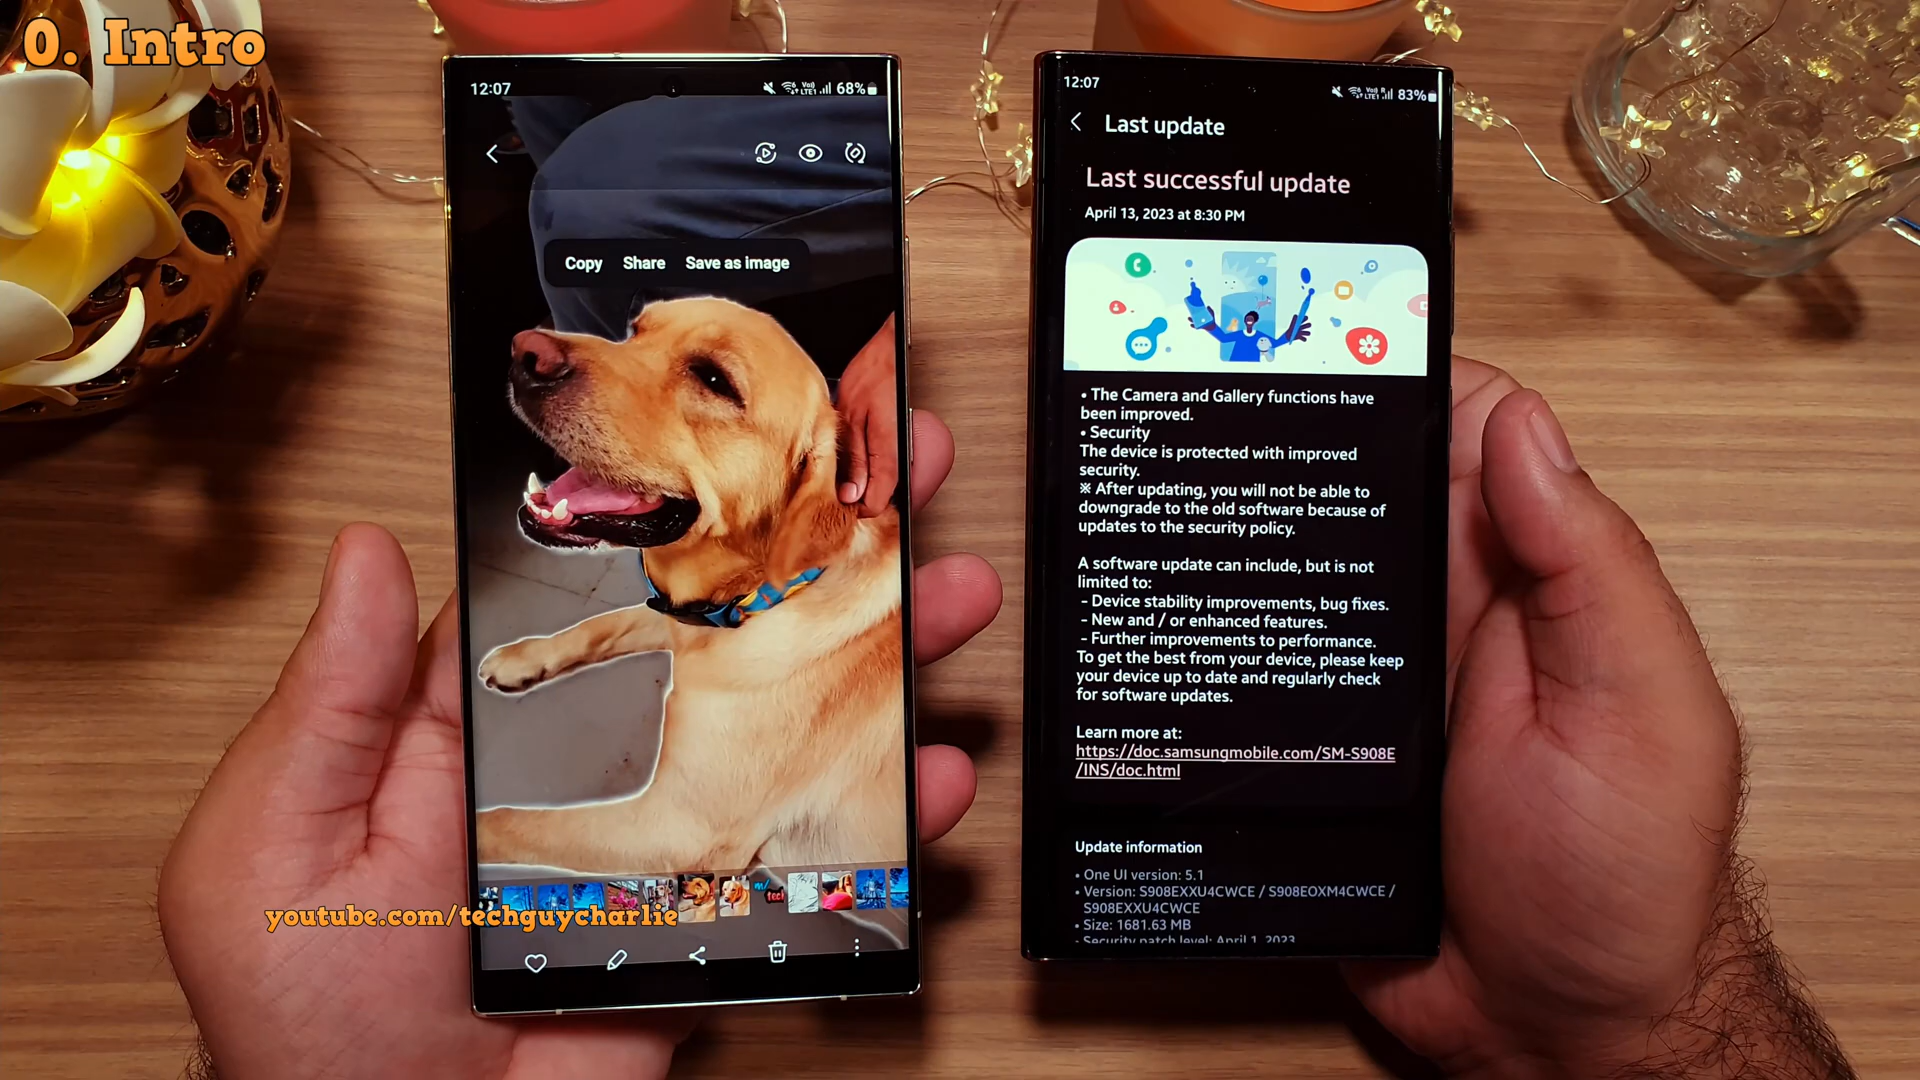 0. Intro
12:07
68%
Copy Share Save as image
youtube.com/techguycharlie
12:07
83%
Last update
Last successful update
April 13, 2023 at 8:30 PM
• The Camera and Gallery functions have
been improved.
• Security
The device is protected with improved
security.
※ After updating, you will not be able to
downgrade to the old software because of
updates to the security policy.
A software update can include, but is not
limited to:
- Device stability improvements, bug fixes.
- New and / or enhanced features.
- Further improvements to performance.
To get the best from your device, please keep
your device up to date and regularly check
for software updates.
Learn more at:
https://doc.samsungmobile.com/SM-S908E
/INS/doc.html
Update information
• One UI version: 5.1
• Version: S908EXXU4CWCE / S908EOXM4CWCE /
S908EXXU4CWCE
• Size: 1681.63 MB
• Security patch level: April 1, 2023